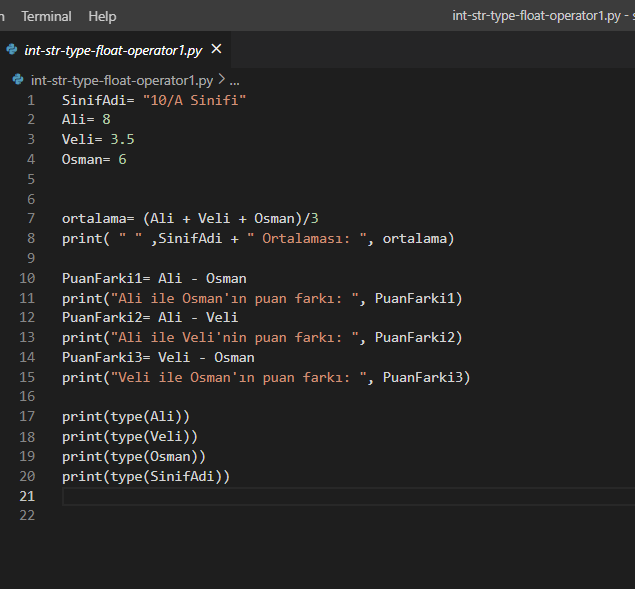 Terminal Help int-str-type-float-operator1.py -
int-str-type-float-operator1.py ×
int-str-type-float-operator1.py > ...
1 SinifAdi= "10/A Sinifi"
2 Ali= 8
3 Veli= 3.5
4 Osman= 6
5
6
7 ortalama= (Ali + Veli + Osman)/3
8 print( " " ,SinifAdi + " Ortalaması: ", ortalama)
9
10 PuanFarki1= Ali - Osman
11 print("Ali ile Osman'ın puan farkı: ", PuanFarki1)
12 PuanFarki2= Ali - Veli
13 print("Ali ile Veli'nin puan farkı: ", PuanFarki2)
14 PuanFarki3= Veli - Osman
15 print("Veli ile Osman'ın puan farkı: ", PuanFarki3)
16
17 print(type(Ali))
18 print(type(Veli))
19 print(type(Osman))
20 print(type(SinifAdi))
21
22